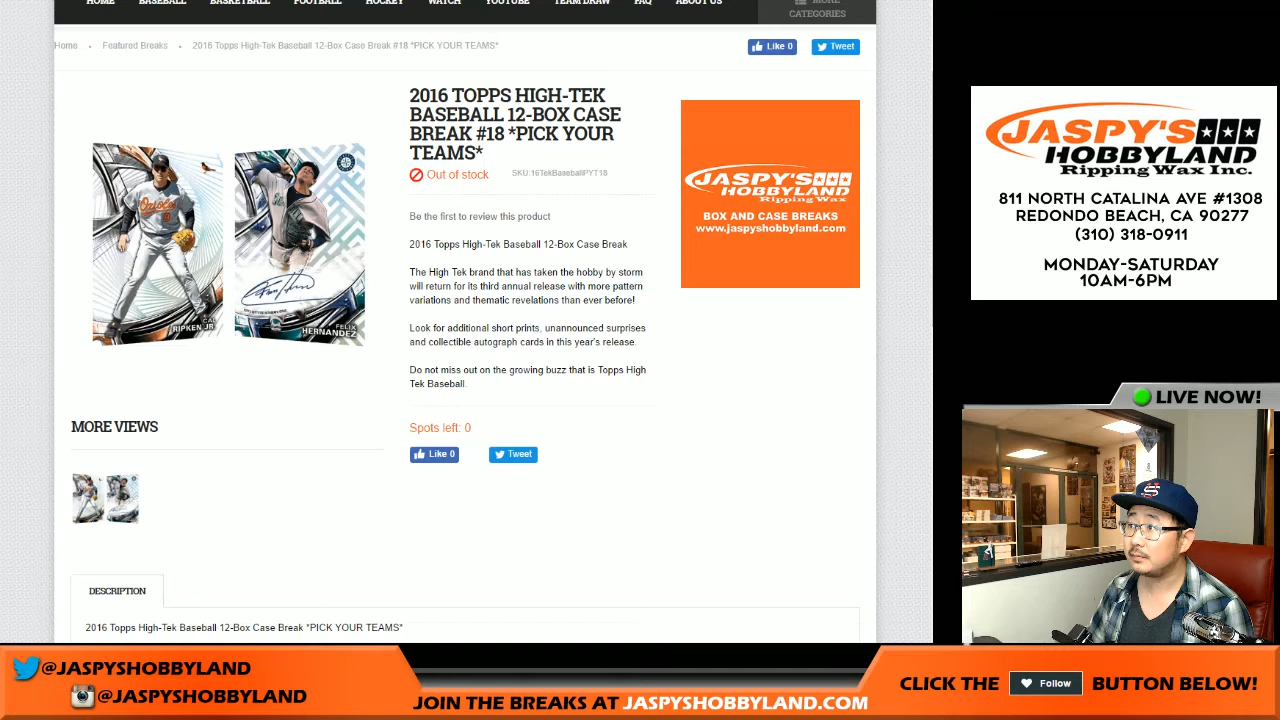 HOME BASEBALL BASKETBALL FOOTBALL HOCKEY WATCH YOUTUBE TEAM DRAW FAQ ABOUT US MORE
CATEGORIES
Home • Featured Breaks • 2016 Topps High-Tek Baseball 12-Box Case Break #18 *PICK YOUR TEAMS*
Like 0
Tweet
2016 TOPPS HIGH-TEK
BASEBALL 12-BOX CASE
BREAK #18 *PICK YOUR
TEAMS*
Out of stock
SKU:16TekBaseballPYT18
Be the first to review this product
2016 Topps High-Tek Baseball 12-Box Case Break
The High Tek brand that has taken the hobby by storm
will return for its third annual release with more pattern
variations and thematic revelations than ever before!
Look for additional short prints, unannounced surprises
and collectible autograph cards in this year's release.
Do not miss out on the growing buzz that is Topps High
Tek Baseball.
Spots left: 0
Like 0
Tweet
Orioles
CAL
RIPKEN JR
FELIX
HERNANDEZ
MORE VIEWS
DESCRIPTION
2016 Topps High-Tek Baseball 12-Box Case Break *PICK YOUR TEAMS*
JASPY'S
HOBBYLAND
Ripping Wax
BOX AND CASE BREAKS
www.jaspyshobbyland.com
JASPY'S
HOBBYLAND
Ripping Wax Inc.
811 NORTH CATALINA AVE #1308
REDONDO BEACH, CA 90277
(310) 318-0911
MONDAY-SATURDAY
10AM-6PM
LIVE NOW!
@JASPYSHOBBYLAND
@JASPYSHOBBYLAND
JOIN THE BREAKS AT JASPYSHOBBYLAND.COM
CLICK THE Follow BUTTON BELOW!